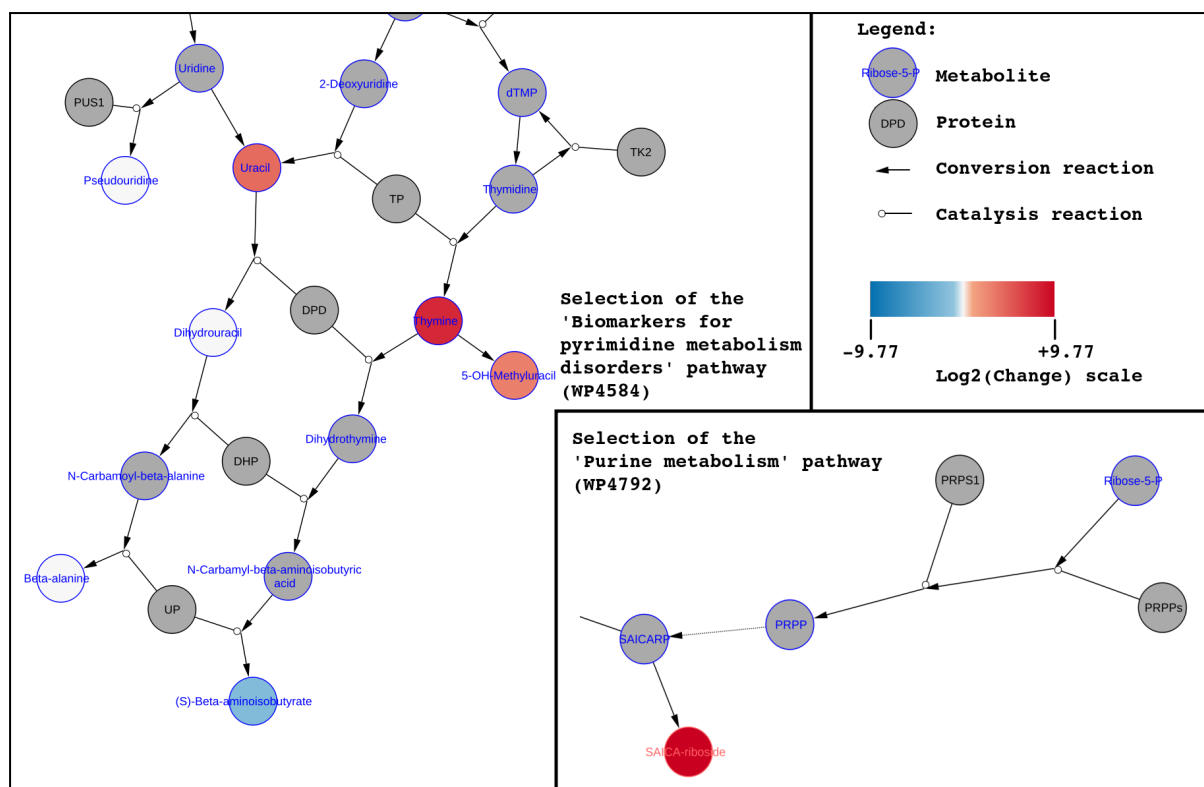 Uridine
PUS1
Pseudouridine
2-Deoxyuridine
dTMP
TK2
Uracil
Thymidine
TP
DPD
Thymine
Dihydrouracil
5-OH-Methyluracil
Dihydrothymine
DHP
N-Carbamoyl-beta-alanine
Beta-alanine
N-Carbamyl-beta-aminoisobutyric
acid
UP
(S)-Beta-aminoisobutyrate
Selection of the
'Biomarkers for
pyrimidine metabolism
disorders' pathway
(WP4584)
Legend:
Ribose-5-P
Metabolite
DPD
Protein
Conversion reaction
Catalysis reaction
-9.77
+9.77
Log2(Change) scale
Selection of the
'Purine metabolism' pathway
(WP4792)
PRPS1
Ribose-5-P
PRPPs
PRPP
SAICARP
SAICA-riboside